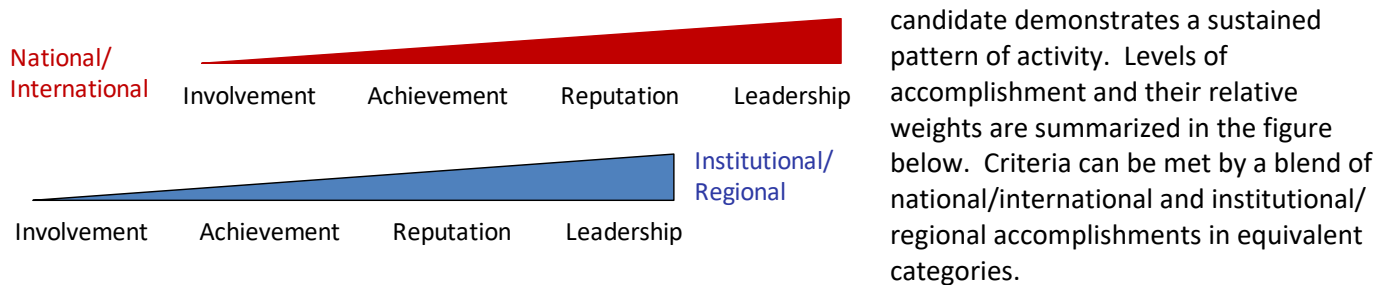 National/
International
Involvement Achievement Reputation Leadership
Institutional/
Regional
Involvement Achievement Reputation Leadership
candidate demonstrates a sustained
pattern of activity.  Levels of
accomplishment and their relative
weights are summarized in the figure
below.  Criteria can be met by a blend of
national/international and institutional/
regional accomplishments in equivalent
categories.